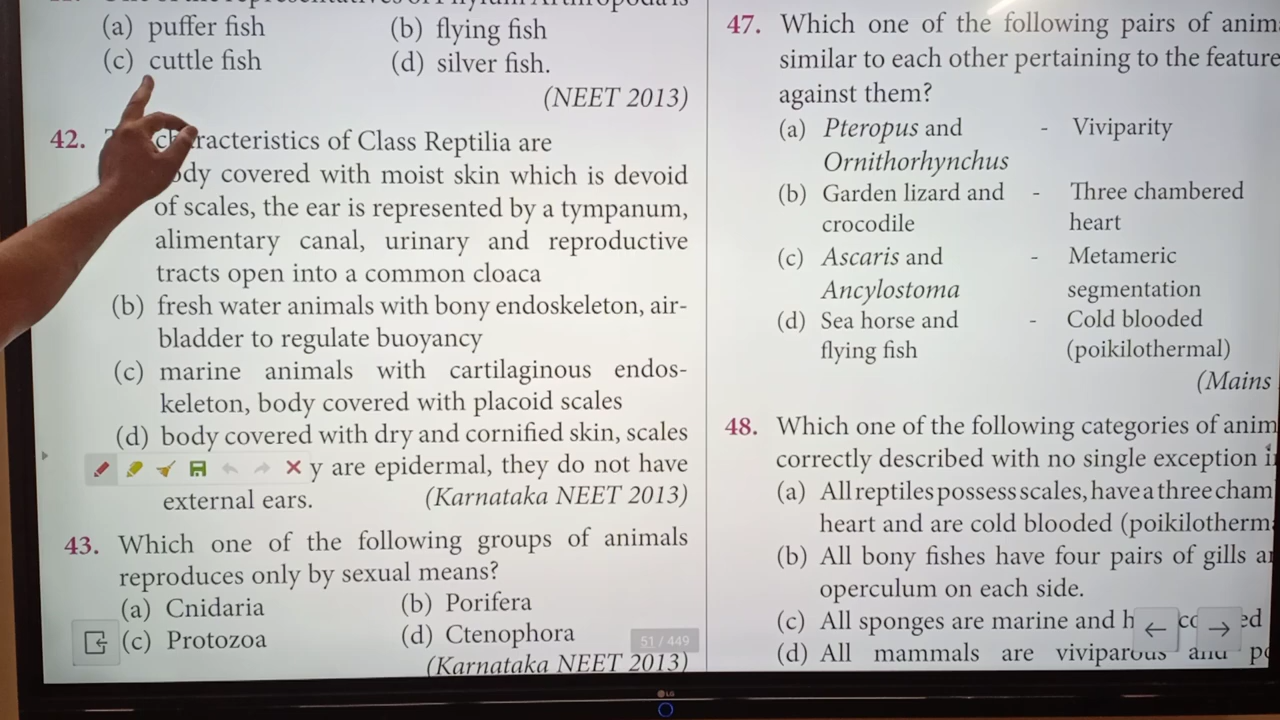 (a) puffer fish (b) flying fish
(c) cuttle fish (d) silver fish.
(NEET 2013)
42. characteristics of Class Reptilia are
covered with moist skin which is devoid
of scales, the ear is represented by a tympanum,
alimentary canal, urinary and reproductive
tracts open into a common cloaca
(b) fresh water animals with bony endoskeleton, air-
bladder to regulate buoyancy
(c) marine animals with cartilaginous endos-
keleton, body covered with placoid scales
(d) body covered with dry and cornified skin, scales
y are epidermal, they do not have
external ears. (Karnataka NEET 2013)
43. Which one of the following groups of animals
reproduces only by sexual means?
(a) Cnidaria (b) Porifera
(c) Protozoa (d) Ctenophora
51 / 449
(Karnataka NEET 2013)
47. Which one of the following pairs of anim
similar to each other pertaining to the feature
against them?
(a) Pteropus and - Viviparity
Ornithorhynchus
(b) Garden lizard and - Three chambered
crocodile heart
(c) Ascaris and - Metameric
Ancylostoma segmentation
(d) Sea horse and - Cold blooded
flying fish (poikilothermal)
(Mains
48. Which one of the following categories of anim
correctly described with no single exception i
(a) All reptiles possess scales, have a three cham
heart and are cold blooded (poikilotherm
(b) All bony fishes have four pairs of gills a
operculum on each side.
(c) All sponges are marine and h
(d) All mammals are viviparous and p
LG